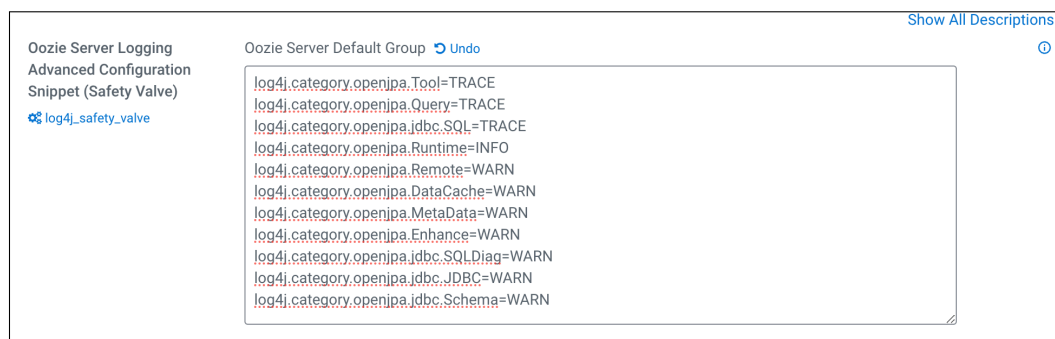 Show All Descriptions
Oozie Server Logging
Advanced Configuration
Snippet (Safety Valve)
log4j_safety_valve
Oozie Server Default Group Undo
log4j.category.openjpa.Tool=TRACE
log4j.category.openjpa.Query=TRACE
log4j.category.openjpa.jdbc.SQL=TRACE
log4j.category.openjpa.Runtime=INFO
log4j.category.openjpa.Remote=WARN
log4j.category.openjpa.DataCache=WARN
log4j.category.openjpa.MetaData=WARN
log4j.category.openjpa.Enhance=WARN
log4j.category.openjpa.jdbc.SQLDiag=WARN
log4j.category.openjpa.jdbc.JDBC=WARN
log4j.category.openjpa.jdbc.Schema=WARN